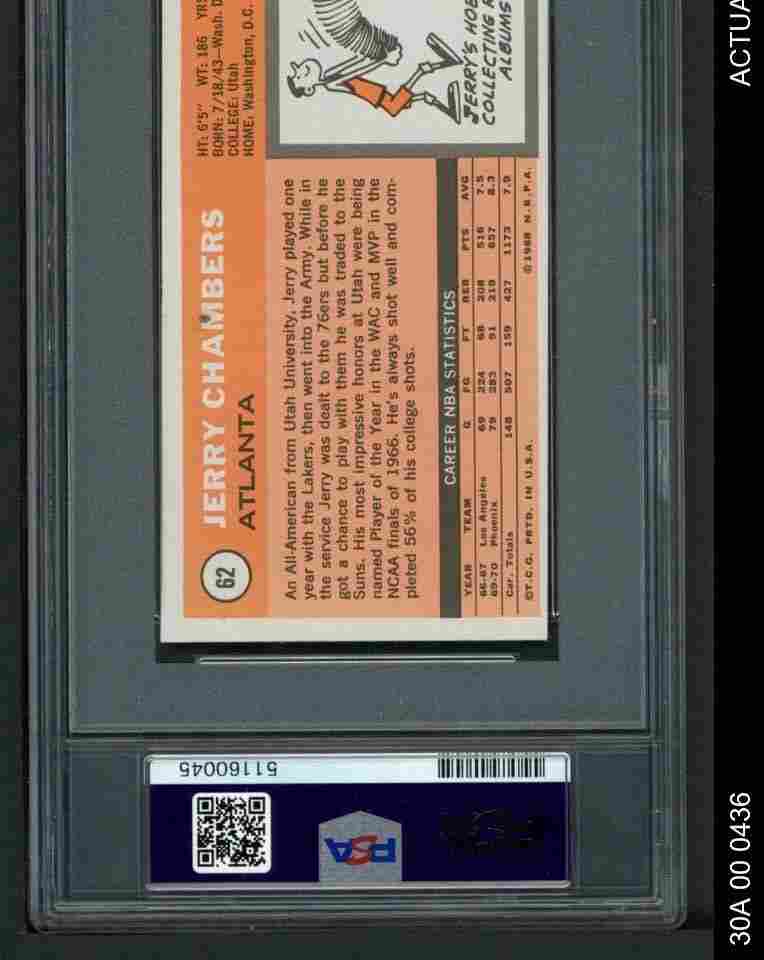 62
JERRY CHAMBERS
ATLANTA
HT: 6'5" WT: 186 YRS
BORN: 7/18/43—Wash. D
COLLEGE: Utah
HOME: Washington, D.C.
An All-American from Utah University, Jerry played one
year with the Lakers, then went into the Army. While in
the service Jerry was dealt to the 76ers but before he
got a chance to play with them he was traded to the
Suns. His most impressive honors at Utah were being
named Player of the Year in the WAC and MVP in the
NCAA finals of 1966. He's always shot well and com-
pleted 56% of his college shots.
JERRY'S HOB
COLLECTING R
ALBUMS
CAREER NBA STATISTICS
YEAR TEAM G FG FT REB PTS AVG
66-67 Los Angeles 69 224 68 208 516 7.5
69-70 Phoenix 79 283 91 219 657 8.3
Car. Totals 148 507 159 427 1173 7.9
©T.C.G. PRTD. IN U.S.A. ©1968 N.B.P.A.
51160045
PSA
30A 00 0436
ACTUA